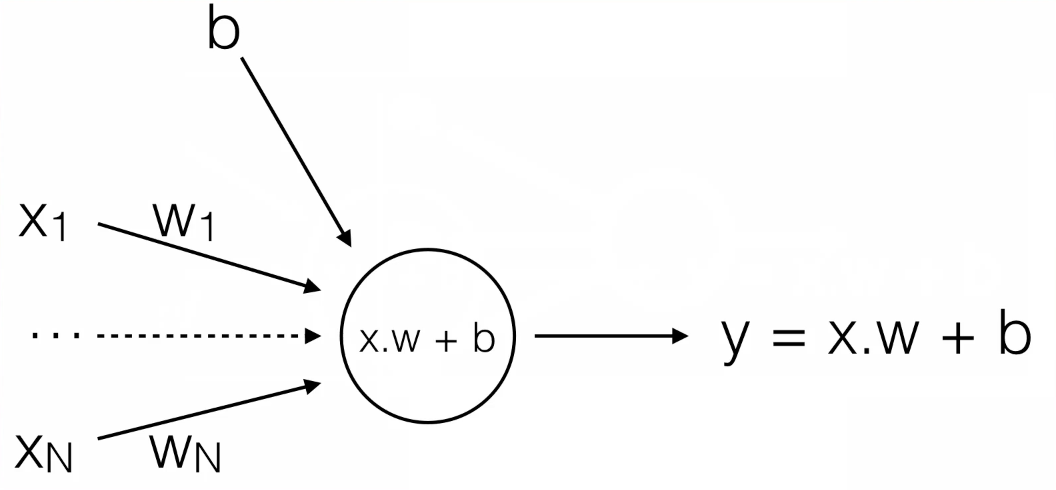 b
x1 w1
... x.w + b y = x.w + b
xN wN